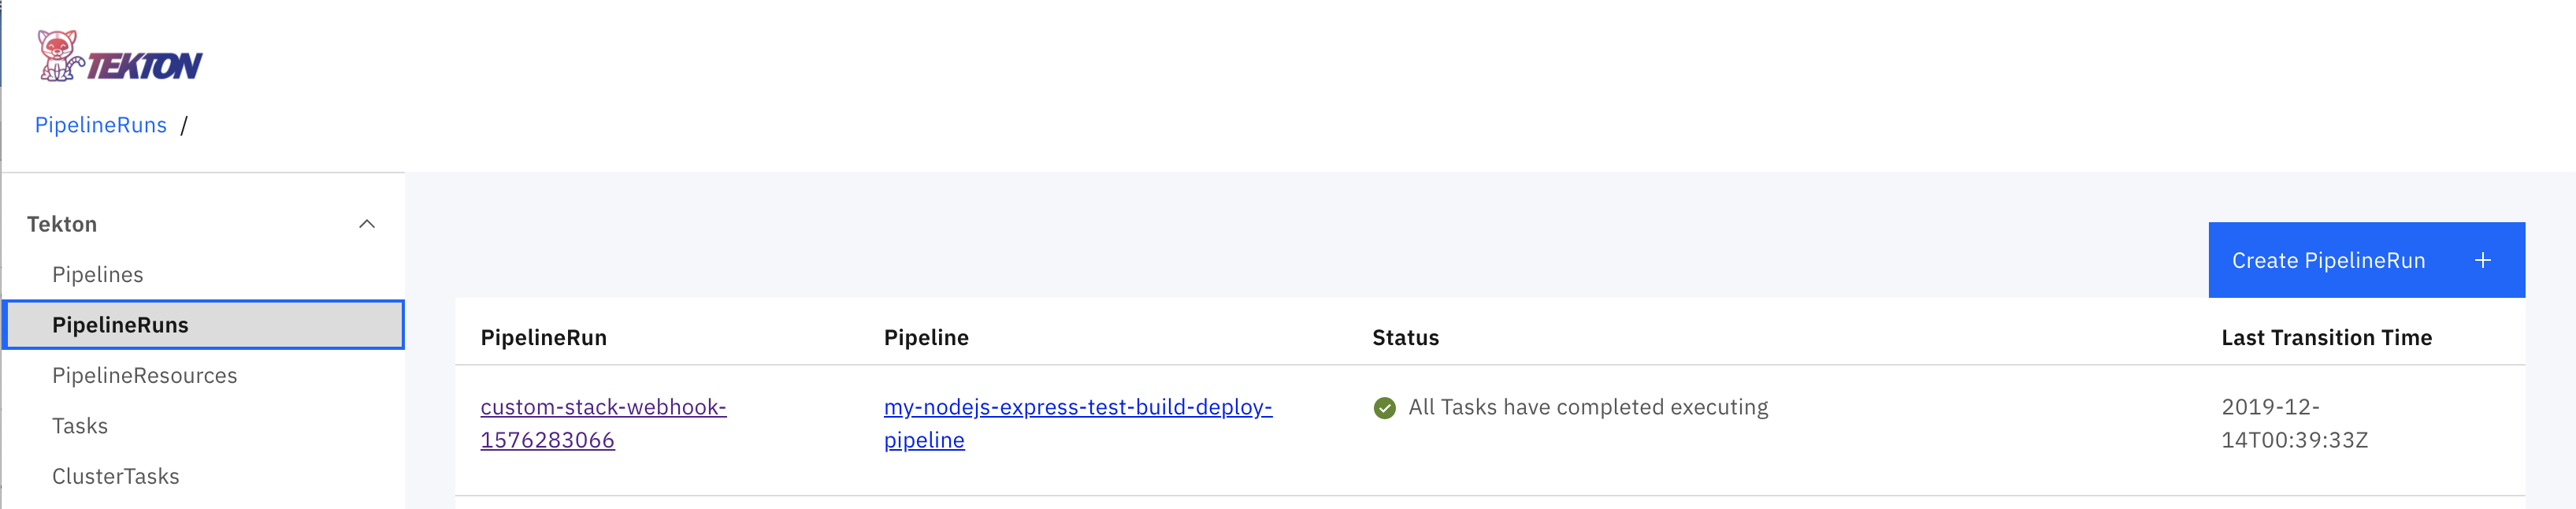 TEKTON
PipelineRuns /
Tekton
Pipelines
PipelineRuns
PipelineResources
Tasks
ClusterTasks
Create PipelineRun +
PipelineRun Pipeline Status Last Transition Time
custom-stack-webhook- my-nodejs-express-test-build-deploy- All Tasks have completed executing 2019-12-
1576283066 pipeline 14T00:39:33Z